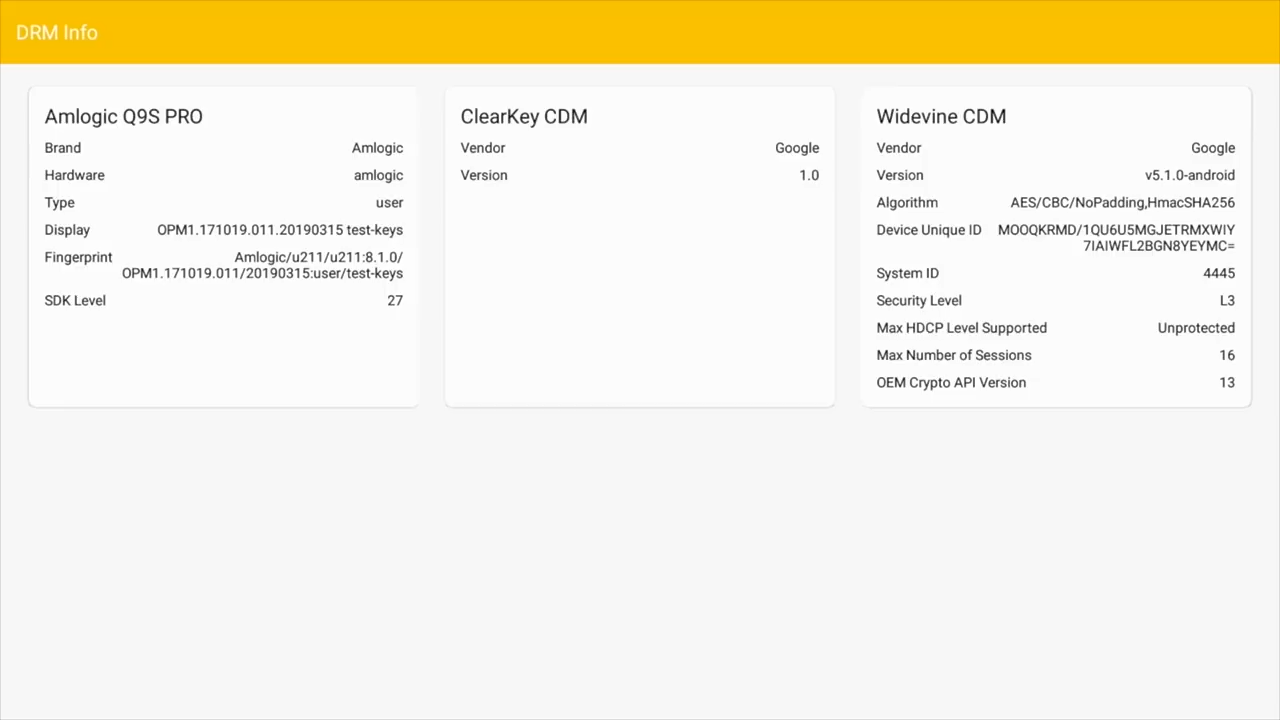 DRM Info
Amlogic Q9S PRO
Brand Amlogic
Hardware amlogic
Type user
Display OPM1.171019.011.20190315 test-keys
Fingerprint Amlogic/u211/u211:8.1.0/
OPM1.171019.011/20190315:user/test-keys
SDK Level 27
ClearKey CDM
Vendor Google
Version 1.0
Widevine CDM
Vendor Google
Version v5.1.0-android
Algorithm AES/CBC/NoPadding,HmacSHA256
Device Unique ID MOOQKRMD/1QU6U5MGJETRMXWIY
7IAIWFL2BGN8YEYMC=
System ID 4445
Security Level L3
Max HDCP Level Supported Unprotected
Max Number of Sessions 16
OEM Crypto API Version 13